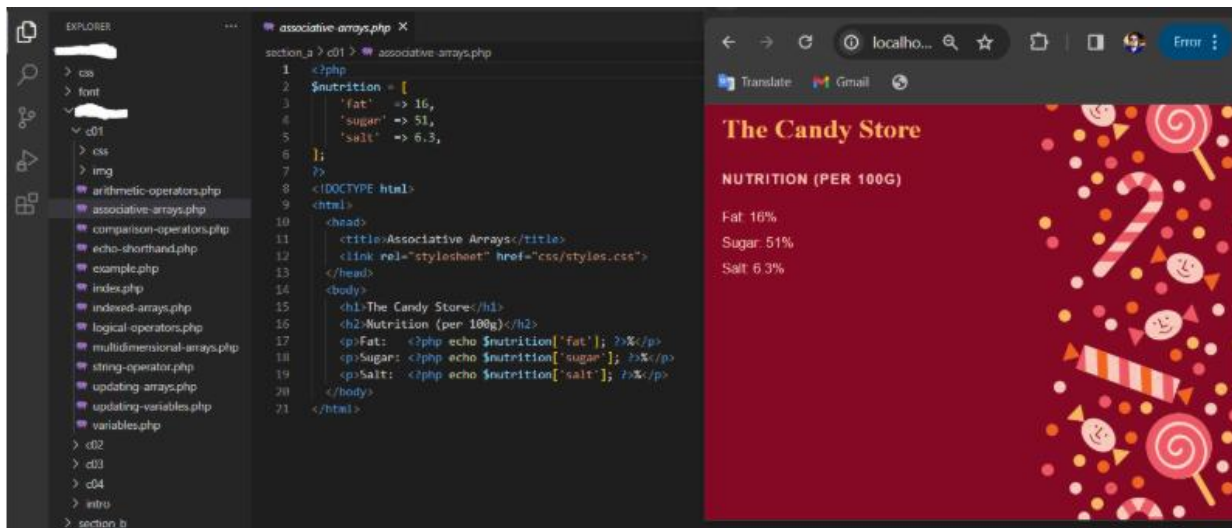 EXPLORER ...
> css
> font
c01
> css
> img
arithmetic-operators.php
associative-arrays.php
comparison-operators.php
echo-shorthand.php
example.php
index.php
indexed-arrays.php
logical-operators.php
multidimensional-arrays.php
string-operator.php
updating-arrays.php
updating-variables.php
variables.php
> c02
> c03
> c04
> intro
> section_b
associative-arrays.php ×
section_a > c01 > associative-arrays.php
1 <?php
2 $nutrition = [
3 'fat' => 16,
4 'sugar' => 51,
5 'salt' => 6.3,
6 ];
7 ?>
8 <!DOCTYPE html>
9 <html>
10 <head>
11 <title>Associative Arrays</title>
12 <link rel="stylesheet" href="css/styles.css">
13 </head>
14 <body>
15 <h1>The Candy Store</h1>
16 <h2>Nutrition (per 100g)</h2>
17 <p>Fat: <?php echo $nutrition['fat']; ?>%</p>
18 <p>Sugar: <?php echo $nutrition['sugar']; ?>%</p>
19 <p>Salt: <?php echo $nutrition['salt']; ?>%</p>
20 </body>
21 </html>
localho...
Error
Translate Gmail
The Candy Store
NUTRITION (PER 100G)
Fat: 16%
Sugar: 51%
Salt: 6.3%